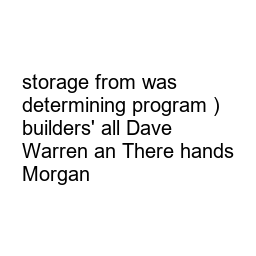 storage from was
determining program )
builders' all Dave
Warren an There hands
Morgan